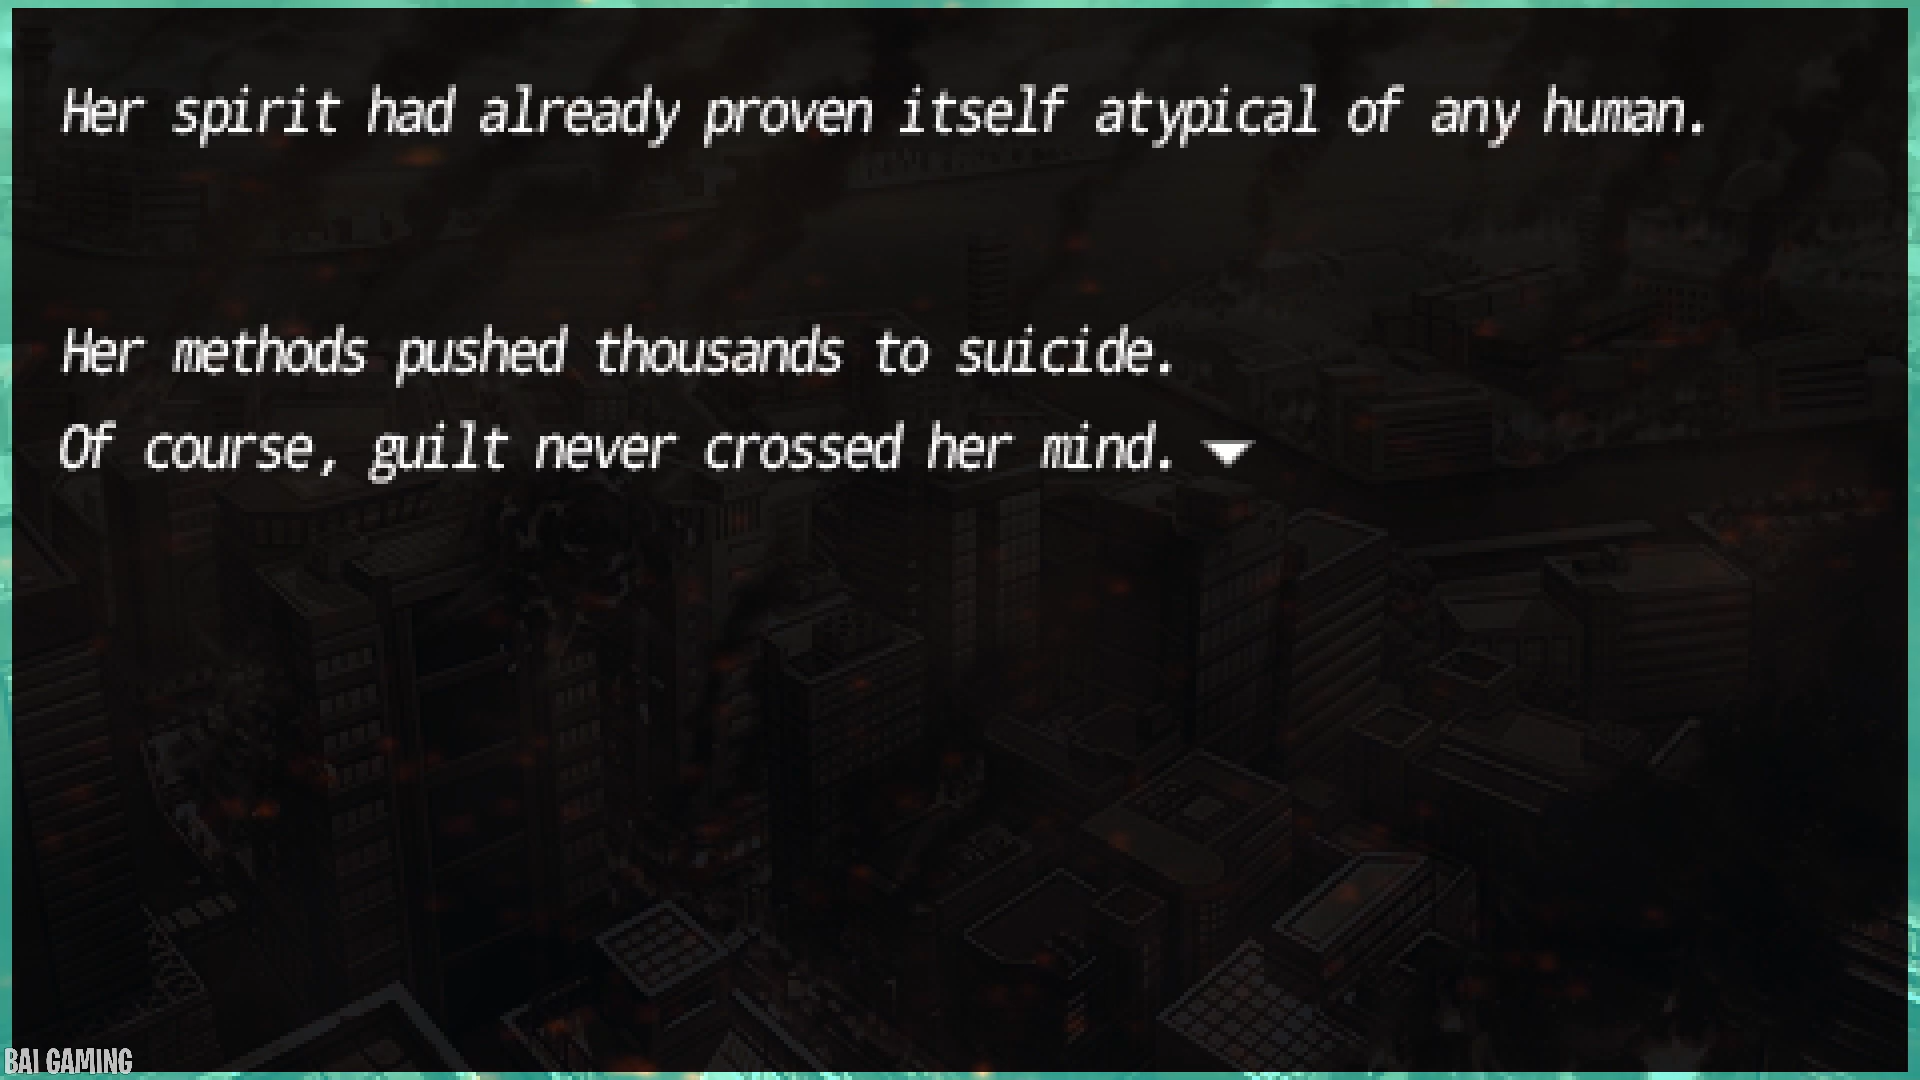 Her spirit had already proven itself atypical of any human.
Her methods pushed thousands to suicide.
Of course, guilt never crossed her mind.
BAI GAMING